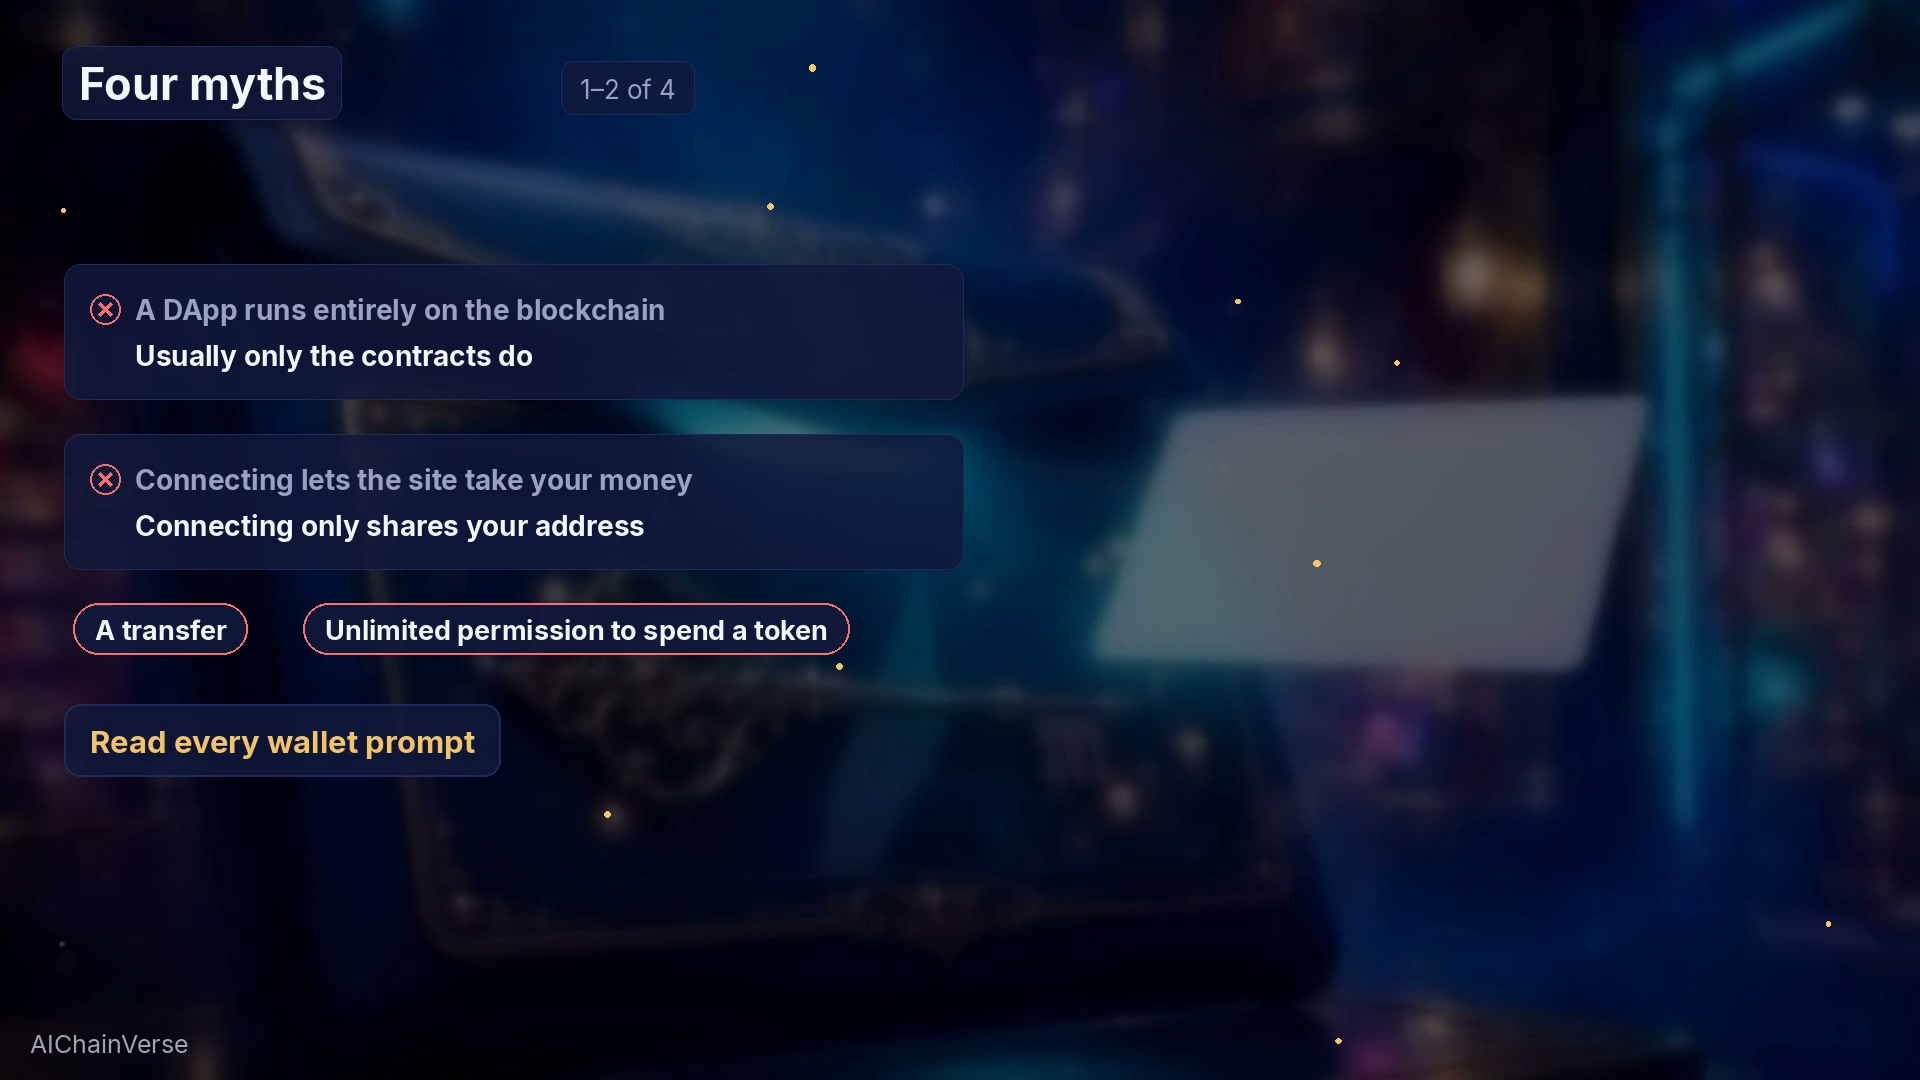 Four myths
1–2 of 4
A DApp runs entirely on the blockchain
Usually only the contracts do
Connecting lets the site take your money
Connecting only shares your address
A transfer
Unlimited permission to spend a token
Read every wallet prompt
AIChainVerse